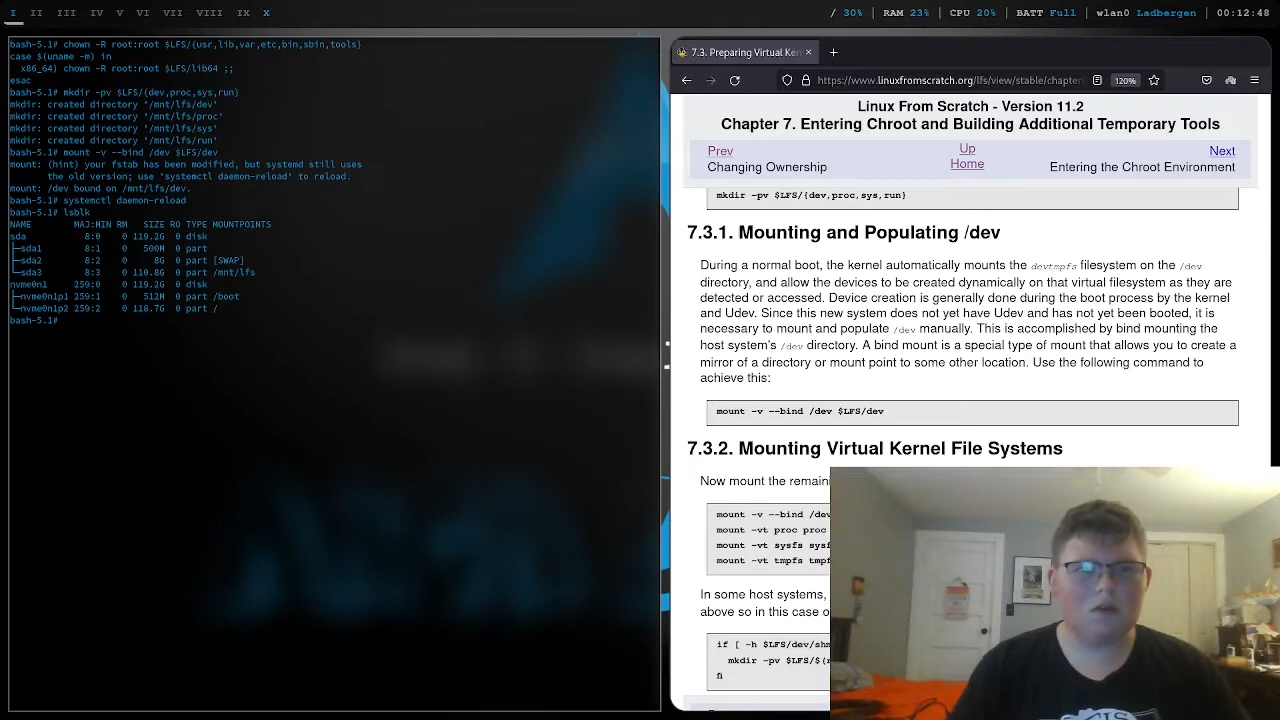 I II III IV V VI VII VIII IX X
/ 30% | RAM 23% | CPU 20% | BATT Full | wlan0 Ladbergen | 00:12:48
bash-5.1# chown -R root:root $LFS/{usr,lib,var,etc,bin,sbin,tools}
case $(uname -m) in
  x86_64) chown -R root:root $LFS/lib64 ;;
esac
bash-5.1# mkdir -pv $LFS/{dev,proc,sys,run}
mkdir: created directory '/mnt/lfs/dev'
mkdir: created directory '/mnt/lfs/proc'
mkdir: created directory '/mnt/lfs/sys'
mkdir: created directory '/mnt/lfs/run'
bash-5.1# mount -v --bind /dev $LFS/dev
mount: (hint) your fstab has been modified, but systemd still uses
       the old version; use 'systemctl daemon-reload' to reload.
mount: /dev bound on /mnt/lfs/dev.
bash-5.1# systemctl daemon-reload
bash-5.1# lsblk
NAME        MAJ:MIN RM   SIZE RO TYPE MOUNTPOINTS
sda           8:0    0 119.2G  0 disk
├─sda1        8:1    0   500M  0 part
├─sda2        8:2    0     8G  0 part [SWAP]
└─sda3        8:3    0 110.8G  0 part /mnt/lfs
nvme0n1     259:0    0 119.2G  0 disk
├─nvme0n1p1 259:1    0   512M  0 part /boot
└─nvme0n1p2 259:2    0 118.7G  0 part /
bash-5.1#
7.3. Preparing Virtual Ker
https://www.linuxfromscratch.org/lfs/view/stable/chapter
120%
Linux From Scratch - Version 11.2
Chapter 7. Entering Chroot and Building Additional Temporary Tools
Prev Up Next
Home
Changing Ownership Entering the Chroot Environment
mkdir -pv $LFS/{dev,proc,sys,run}
7.3.1. Mounting and Populating /dev
During a normal boot, the kernel automatically mounts the devtmpfs filesystem on the /dev
directory, and allow the devices to be created dynamically on that virtual filesystem as they are
detected or accessed. Device creation is generally done during the boot process by the kernel
and Udev. Since this new system does not yet have Udev and has not yet been booted, it is
necessary to mount and populate /dev manually. This is accomplished by bind mounting the
host system's /dev directory. A bind mount is a special type of mount that allows you to create a
mirror of a directory or mount point to some other location. Use the following command to
achieve this:
mount -v --bind /dev $LFS/dev
7.3.2. Mounting Virtual Kernel File Systems
Now mount the remain
mount -v --bind /dev
mount -vt proc proc
mount -vt sysfs sysf
mount -vt tmpfs tmpf
In some host systems,
above so in this case o
if [ -h $LFS/dev/shm
  mkdir -pv $LFS/$(r
fi